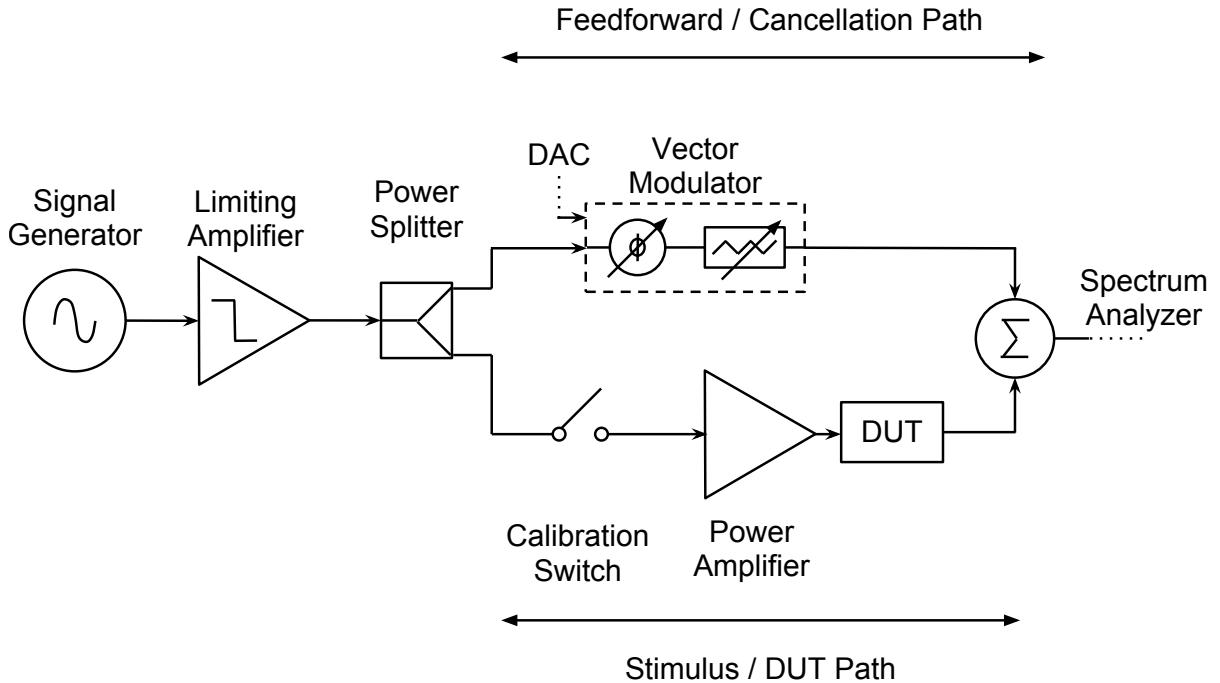 Feedforward / Cancellation Path
DAC
Vector
Modulator
Power
Splitter
Signal
Generator
Limiting
Amplifier
ϕ
Spectrum
Analyzer
Σ
DUT
Calibration
Switch
Power
Amplifier
Stimulus / DUT Path